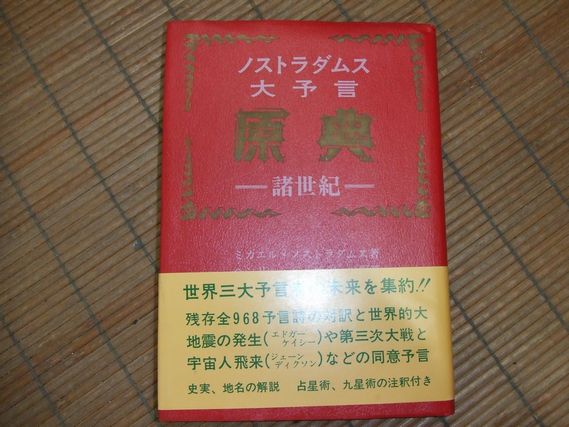 ノストラダムス
大予言
原典
―諸世紀―
ミカエル・ノストラダムス著
世界三大予言 未来を集約!!
残存全968予言詩の対訳と世界的大
地震の発生(エドガーケイシー)や第三次大戦と
宇宙人飛来(ジェーンディクソン)などの同意予言
史実、地名の解説 占星術、九星術の注釈付き